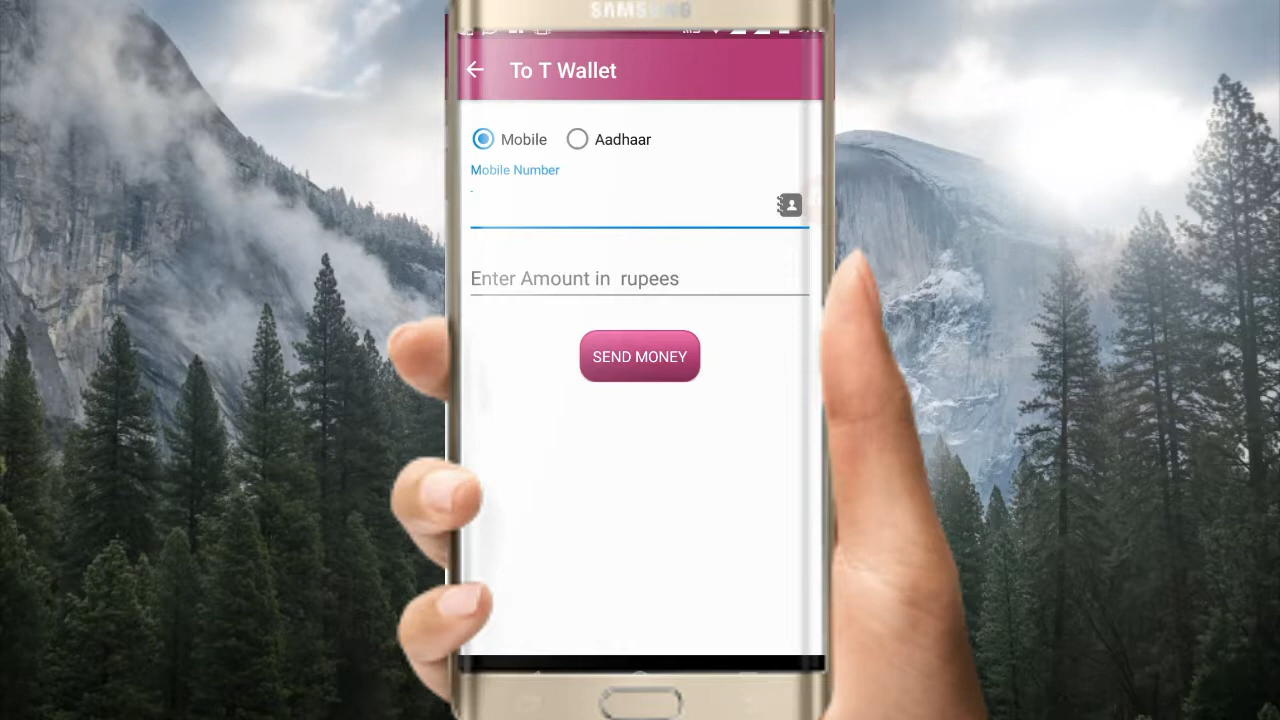 SAMSUNG
To T Wallet
Mobile Aadhaar
Mobile Number
Enter Amount in  rupees
SEND MONEY